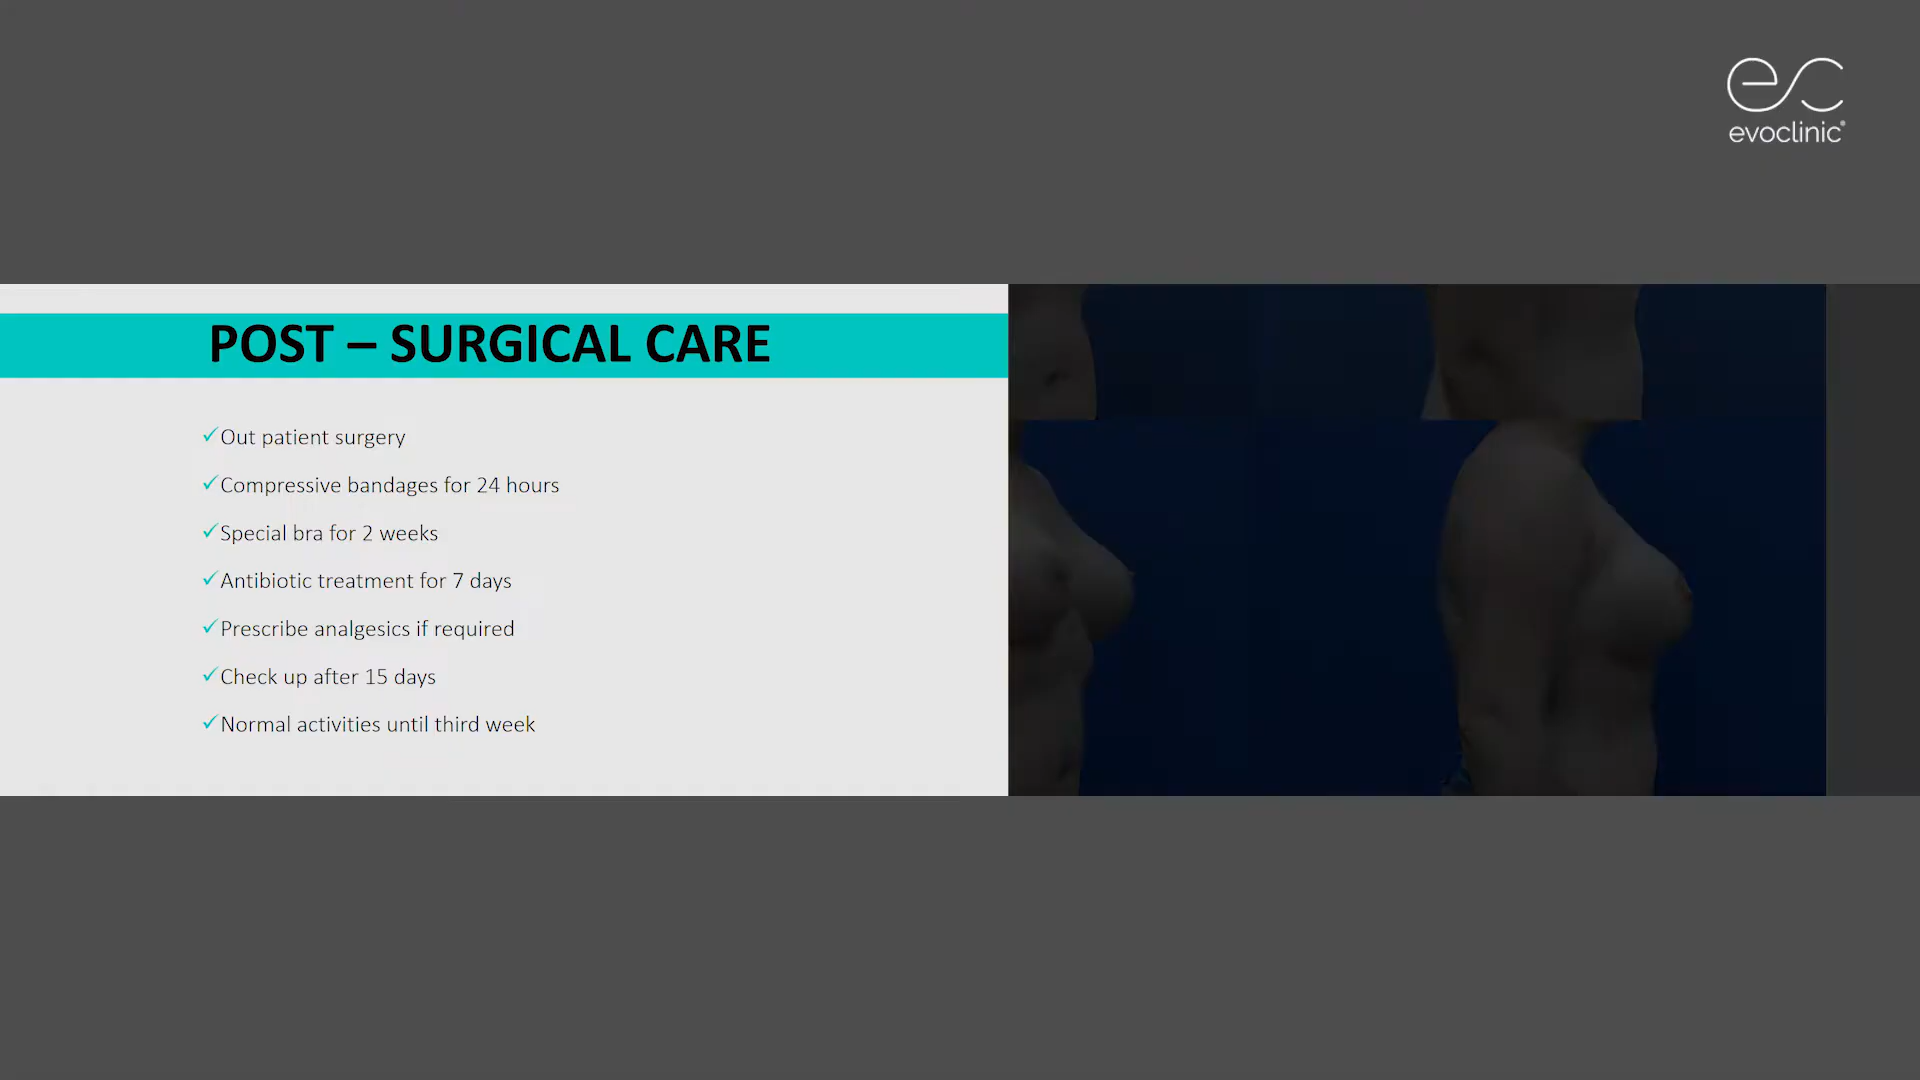 ec
evoclinic®
POST – SURGICAL CARE
✓Out patient surgery
✓Compressive bandages for 24 hours
✓Special bra for 2 weeks
✓Antibiotic treatment for 7 days
✓Prescribe analgesics if required
✓Check up after 15 days
✓Normal activities until third week